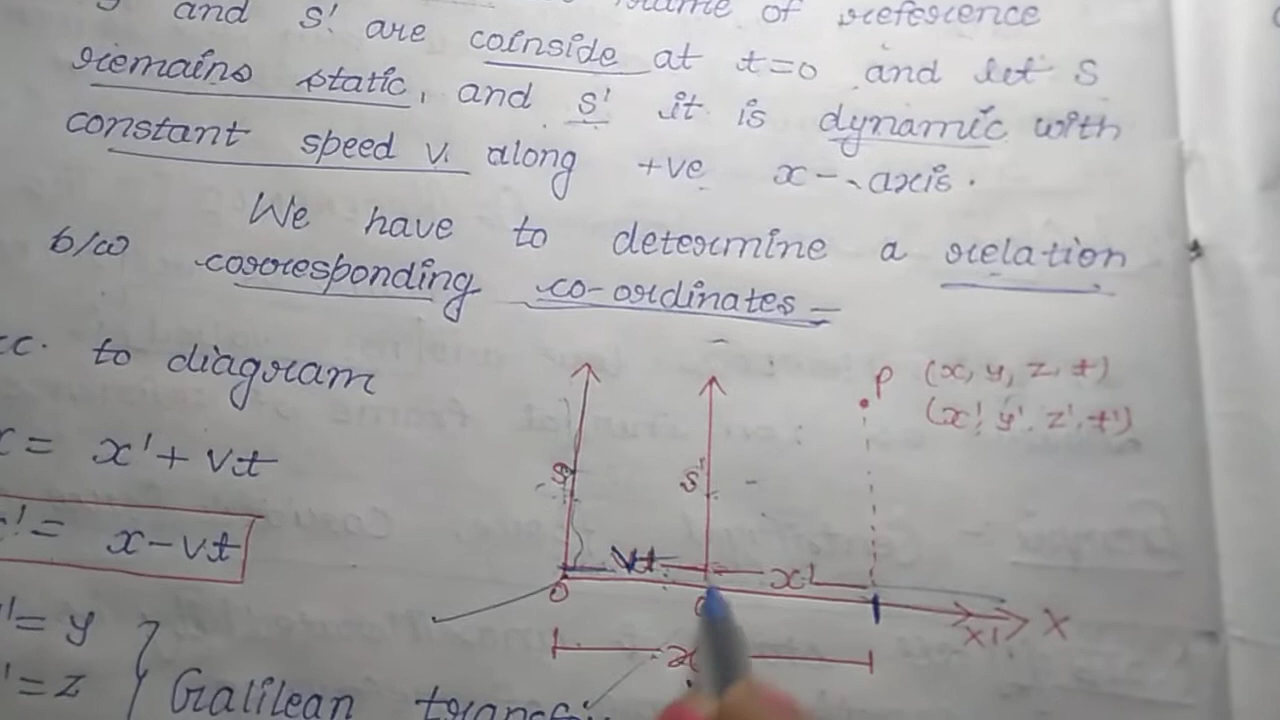 and S' are coinside at t=0 and let S
remains static, and S' it is dynamic with
constant speed v. along +ve x-axis.
We have to determine a relation
b/w corresponding co-ordinates -
to diagram
= x' + vt
= x - vt
' = y
' = z } Galilean
S
S'
P (x, y, z, t)
(x', y', z', t')
vt
x'
O
X'
X
x